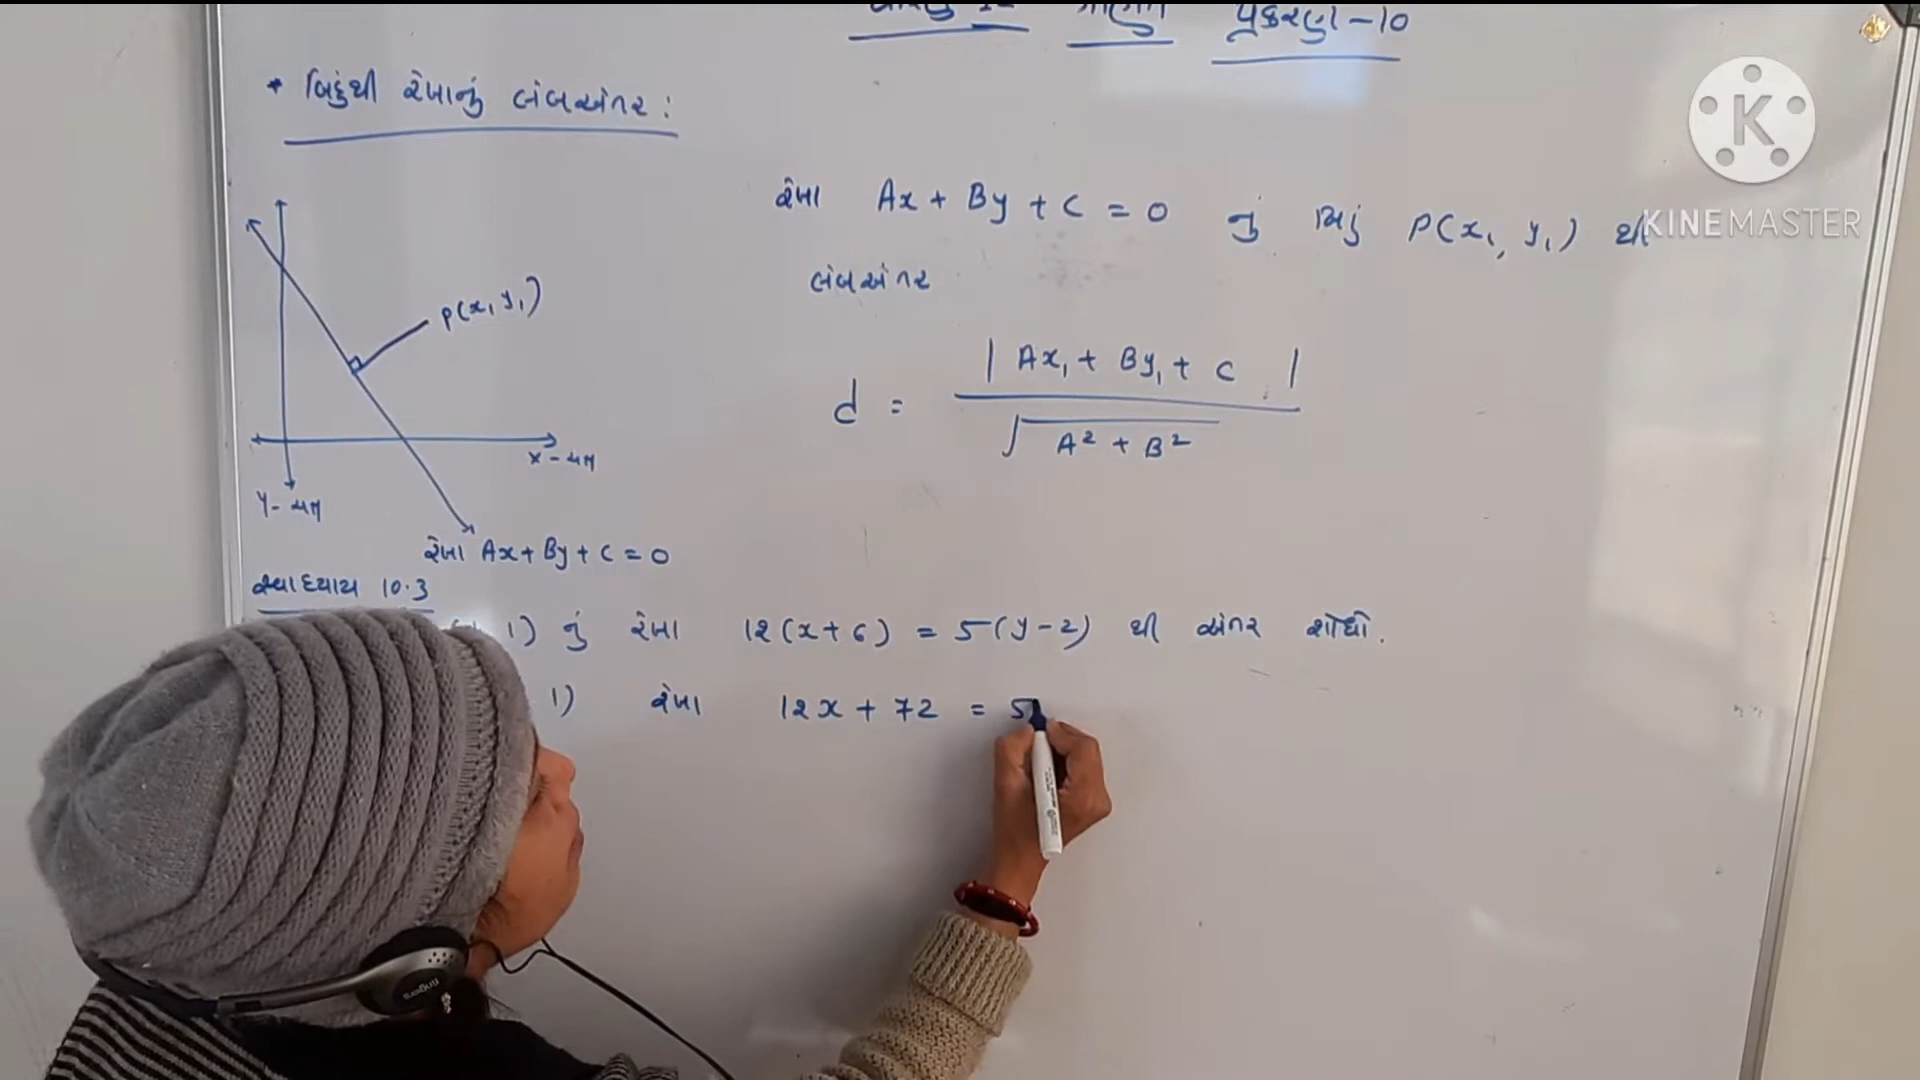 પ્રકરણ - 10
* બિંદુથી રેખાનું લંબઅંતર :
રેખા Ax + By + C = 0 નું બિંદુ P(x₁, y₁) થી
લંબઅંતર
P(x₁ y₁)
d = | Ax₁ + By₁ + C | / √ A² + B²
X - અક્ષ
Y - અક્ષ
રેખા Ax + By + C = 0
સ્વાધ્યાય 10.3
1) નું રેખા 12(x+6) = 5(y-2) થી અંતર શોધો.
1) રેખા 12x + 72 = 5
KINEMASTER